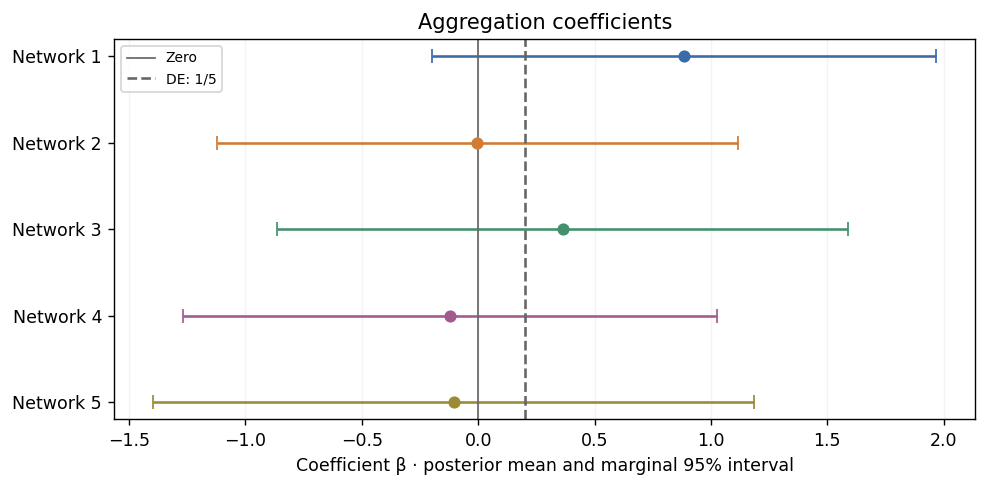 Aggregation coefficients
Zero
DE: 1/5
Network 1
Network 2
Network 3
Network 4
Network 5
−1.5 −1.0 −0.5 0.0 0.5 1.0 1.5 2.0
Coefficient β · posterior mean and marginal 95% interval